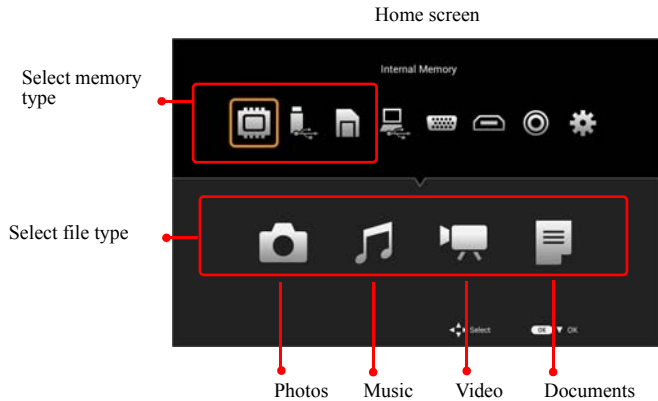 Home screen
Internal Memory
Select memory
type
Select file type
Select
OK
OK
Photos
Music
Video
Documents